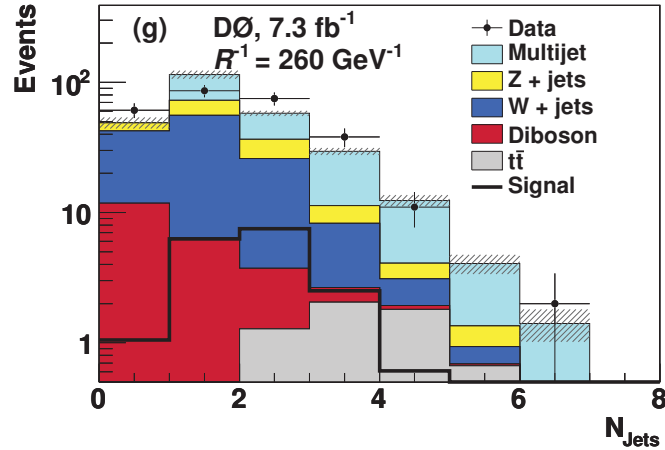 (g) DØ, 7.3 fb⁻¹
R⁻¹ = 260 GeV⁻¹
Data
Multijet
Z + jets
W + jets
Diboson
tt̄
Signal
Events
10²
10
1
0 2 4 6 8
N_Jets